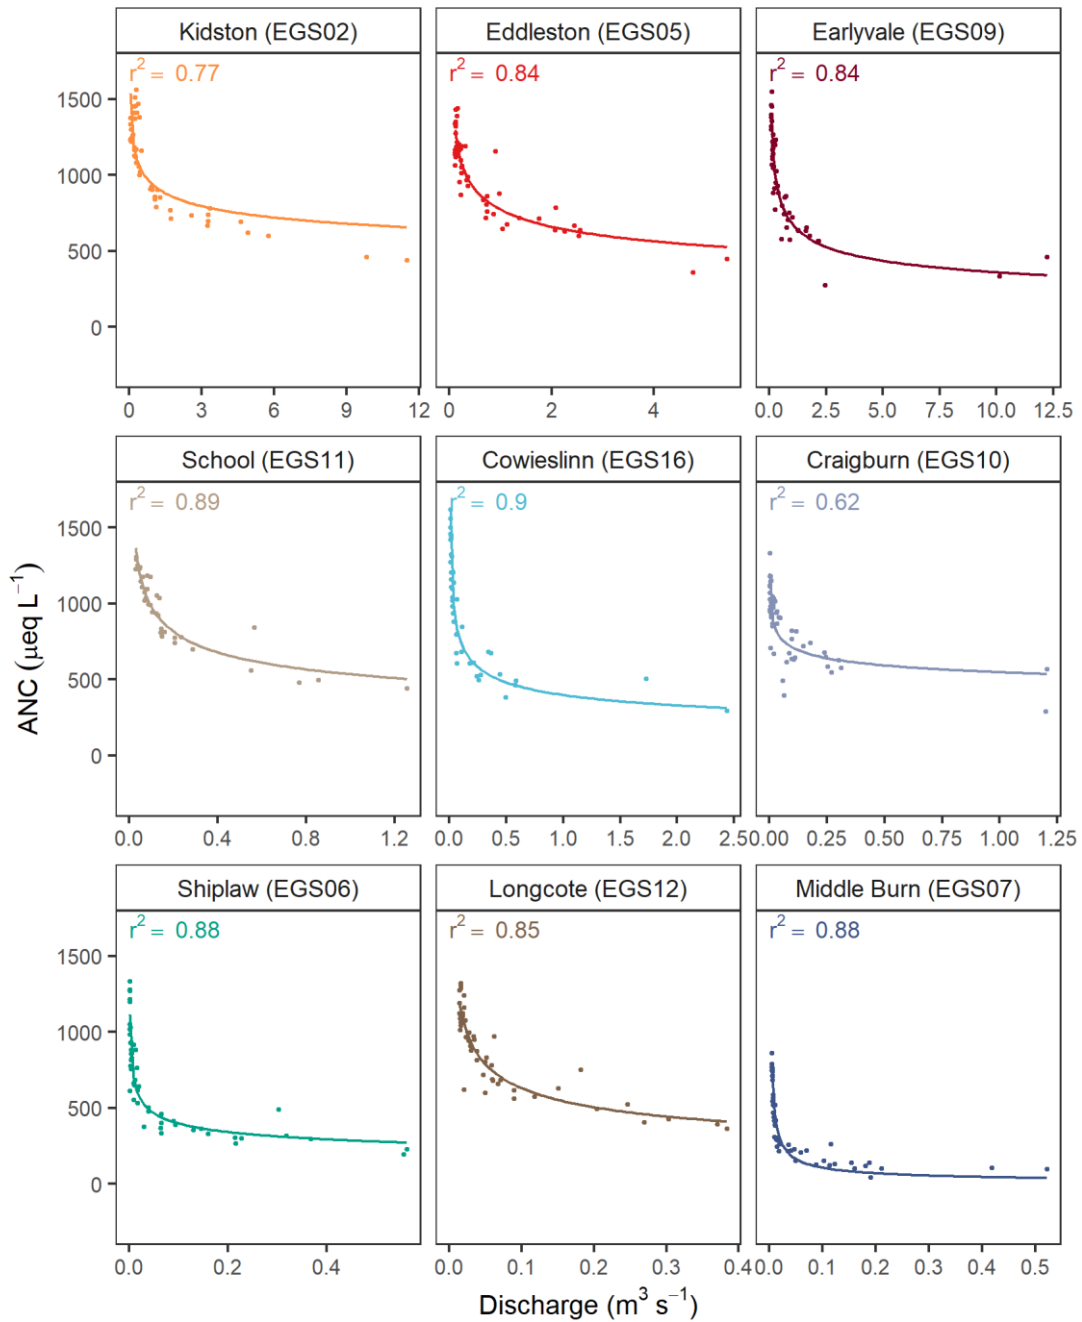 Kidston (EGS02) Eddleston (EGS05) Earlyvale (EGS09)
r² = 0.77 r² = 0.84 r² = 0.84
1500
1000
500
0
0 3 6 9 12 0 2 4 0.0 2.5 5.0 7.5 10.0 12.5
School (EGS11) Cowieslinn (EGS16) Craigburn (EGS10)
r² = 0.89 r² = 0.9 r² = 0.62
1500
1000
500
0
ANC (µeq L⁻¹)
0.0 0.4 0.8 1.2 0.0 0.5 1.0 1.5 2.0 2.5 0.00 0.25 0.50 0.75 1.00 1.25
Shiplaw (EGS06) Longcote (EGS12) Middle Burn (EGS07)
r² = 0.88 r² = 0.85 r² = 0.88
1500
1000
500
0
0.0 0.2 0.4 0.0 0.1 0.2 0.3 0.4 0.0 0.1 0.2 0.3 0.4 0.5
Discharge (m³ s⁻¹)